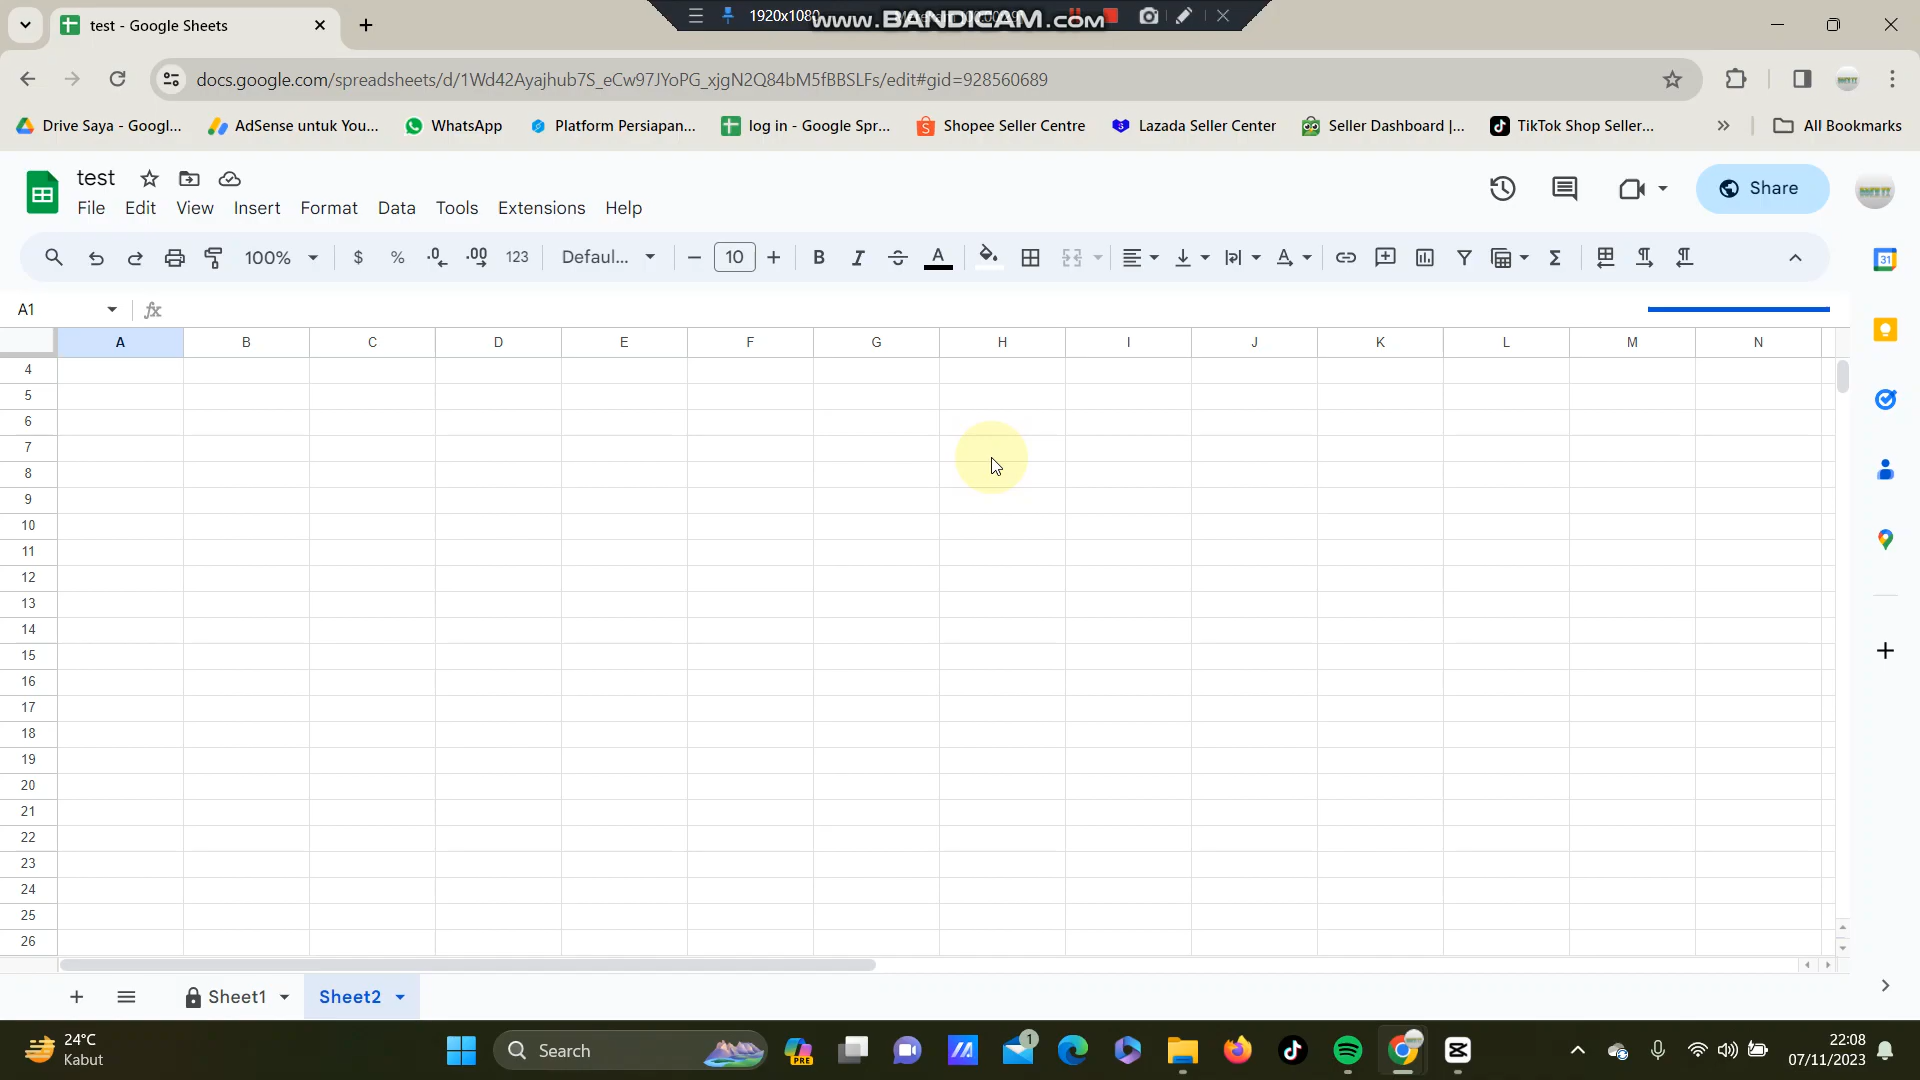 test - Google Sheets
1920x1080
www.BANDICAM.com
docs.google.com/spreadsheets/d/1Wd42Ayajhub7S_eCw97JYoPG_xjgN2Q84bM5fBBSLFs/edit#gid=928560689
Drive Saya - Googl...
AdSense untuk You...
WhatsApp
Platform Persiapan...
log in - Google Spr...
Shopee Seller Centre
Lazada Seller Center
Seller Dashboard |...
TikTok Shop Seller...
All Bookmarks
test
File Edit View Insert Format Data Tools Extensions Help
Share
100% $ % .0 .00 123 Defaul... 10 B I A
A1 fx
A B C D E F G H I J K L M N
4
5
6
7
8
9
10
11
12
13
14
15
16
17
18
19
20
21
22
23
24
25
26
31
Sheet1 Sheet2
24°C
Kabut
Search
PRE
1
22:08
07/11/2023